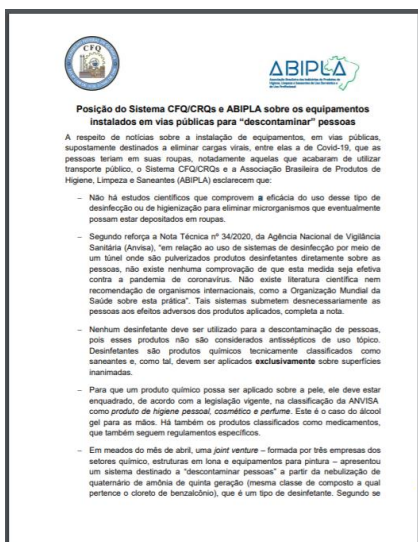 CFQ
ABIPLA
Posição do Sistema CFQ/CRQs e ABIPLA sobre os equipamentos
instalados em vias públicas para “descontaminar” pessoas
A respeito de notícias sobre a instalação de equipamentos, em vias públicas,
supostamente destinados a eliminar cargas virais, entre elas a de Covid-19, que as
pessoas teriam em suas roupas, notadamente aquelas que acabaram de utilizar
transporte público, o Sistema CFQ/CRQs e a Associação Brasileira de Produtos de
Higiene, Limpeza e Saneantes (ABIPLA) esclarecem que:
− Não há estudos científicos que comprovem a eficácia do uso desse tipo de
desinfecção ou de higienização para eliminar microrganismos que eventualmente
possam estar depositados em roupas.
− Segundo reforça a Nota Técnica nº 34/2020, da Agência Nacional de Vigilância
Sanitária (Anvisa), “em relação ao uso de sistemas de desinfecção por meio de
um túnel onde são pulverizados produtos desinfetantes diretamente sobre as
pessoas, não existe nenhuma comprovação de que esta medida seja efetiva
contra a pandemia de coronavírus. Não existe literatura científica nem
recomendação de organismos internacionais, como a Organização Mundial da
Saúde sobre esta prática”. Tais sistemas submetem desnecessariamente as
pessoas aos efeitos adversos dos produtos aplicados, completa a nota.
− Nenhum desinfetante deve ser utilizado para a descontaminação de pessoas,
pois esses produtos não são considerados antissépticos de uso tópico.
Desinfetantes são produtos químicos tecnicamente classificados como
saneantes e, como tal, devem ser aplicados exclusivamente sobre superfícies
inanimadas.
− Para que um produto químico possa ser aplicado sobre a pele, ele deve estar
enquadrado, de acordo com a legislação vigente, na classificação da ANVISA
como produto de higiene pessoal, cosmético e perfume. Este é o caso do álcool
gel para as mãos. Há também os produtos classificados como medicamentos,
que também seguem regulamentos específicos.
− Em meados do mês de abril, uma joint venture – formada por três empresas dos
setores químico, estruturas em lona e equipamentos para pintura – apresentou
um sistema destinado a “descontaminar pessoas” a partir da nebulização de
quaternário de amônia de quinta geração (mesma classe de composto a qual
pertence o cloreto de benzalcônio), que é um tipo de desinfetante. Segundo se